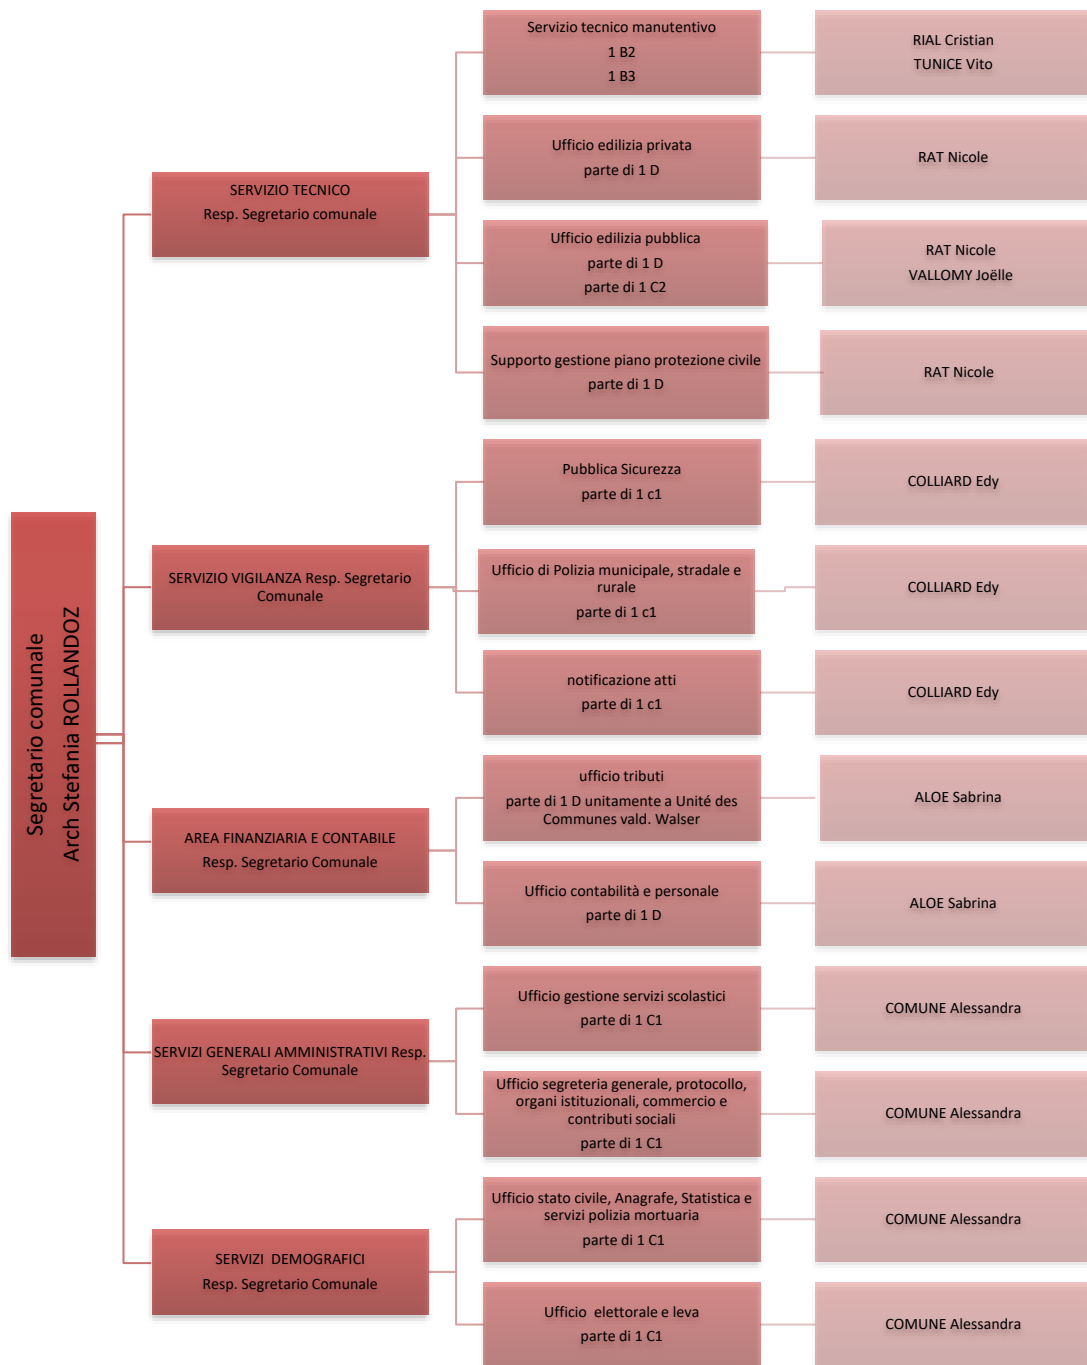 Segretario comunale
Arch Stefania ROLLANDOZ
SERVIZIO TECNICO
Resp. Segretario comunale
Servizio tecnico manutentivo
1 B2
1 B3
RIAL Cristian
TUNICE Vito
Ufficio edilizia privata
parte di 1 D
RAT Nicole
Ufficio edilizia pubblica
parte di 1 D
parte di 1 C2
RAT Nicole
VALLOMY Joëlle
Supporto gestione piano protezione civile
parte di 1 D
RAT Nicole
SERVIZIO VIGILANZA Resp. Segretario
Comunale
Pubblica Sicurezza
parte di 1 c1
COLLIARD Edy
Ufficio di Polizia municipale, stradale e
rurale
parte di 1 c1
COLLIARD Edy
notificazione atti
parte di 1 c1
COLLIARD Edy
AREA FINANZIARIA E CONTABILE
Resp. Segretario Comunale
ufficio tributi
parte di 1 D unitamente a Unité des
Communes vald. Walser
ALOE Sabrina
Ufficio contabilità e personale
parte di 1 D
ALOE Sabrina
SERVIZI GENERALI AMMINISTRATIVI Resp.
Segretario Comunale
Ufficio gestione servizi scolastici
parte di 1 C1
COMUNE Alessandra
Ufficio segreteria generale, protocollo,
organi istituzionali, commercio e
contributi sociali
parte di 1 C1
COMUNE Alessandra
SERVIZI  DEMOGRAFICI
Resp. Segretario Comunale
Ufficio stato civile, Anagrafe, Statistica e
servizi polizia mortuaria
parte di 1 C1
COMUNE Alessandra
Ufficio  elettorale e leva
parte di 1 C1
COMUNE Alessandra